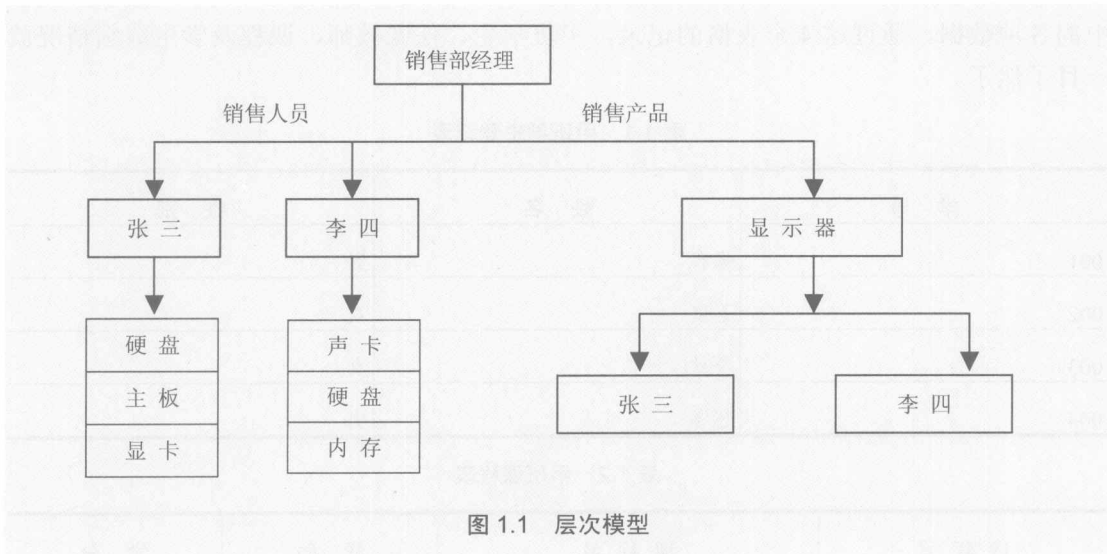 销售部经理
销售人员 销售产品
张三 李四 显示器
硬盘
主板
显卡
声卡
硬盘
内存
张三 李四
图 1.1 层次模型